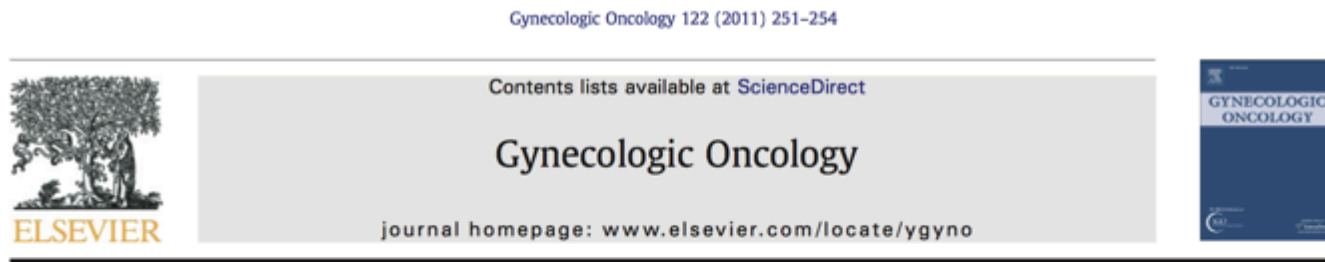 Gynecologic Oncology 122 (2011) 251–254
Contents lists available at ScienceDirect
Gynecologic Oncology
journal homepage: www.elsevier.com/locate/ygyno
ELSEVIER
GYNECOLOGIC
ONCOLOGY